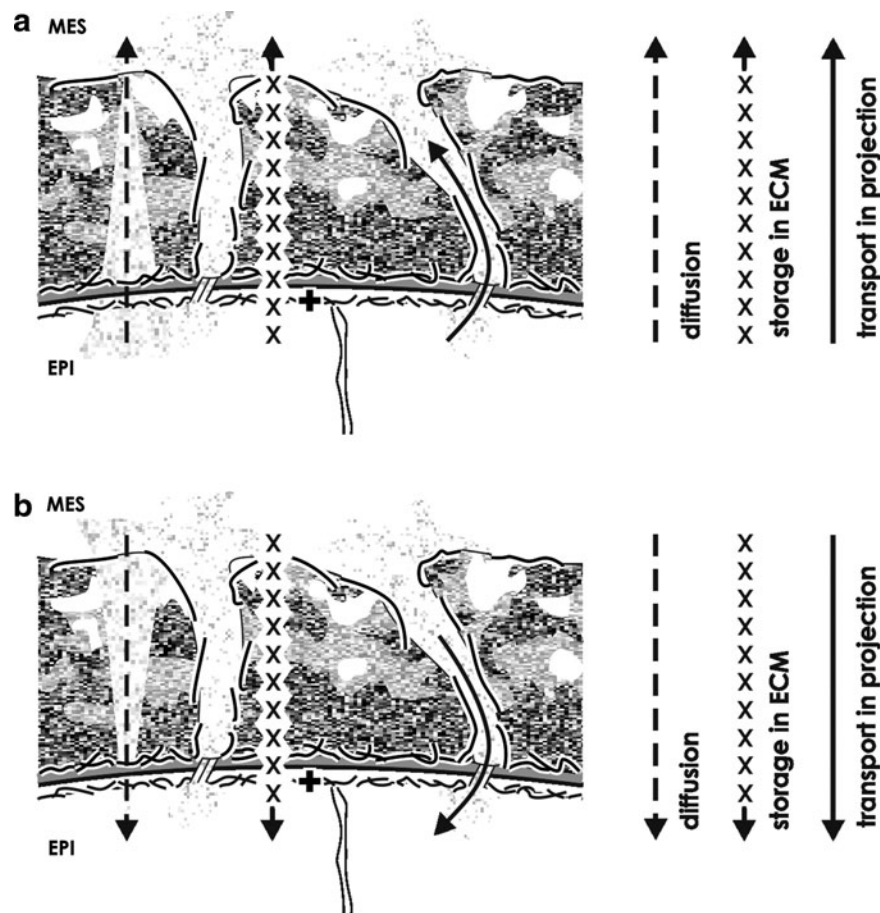 a MES
EPI
diffusion
storage in ECM
transport in projection
b MES
EPI
diffusion
storage in ECM
transport in projection